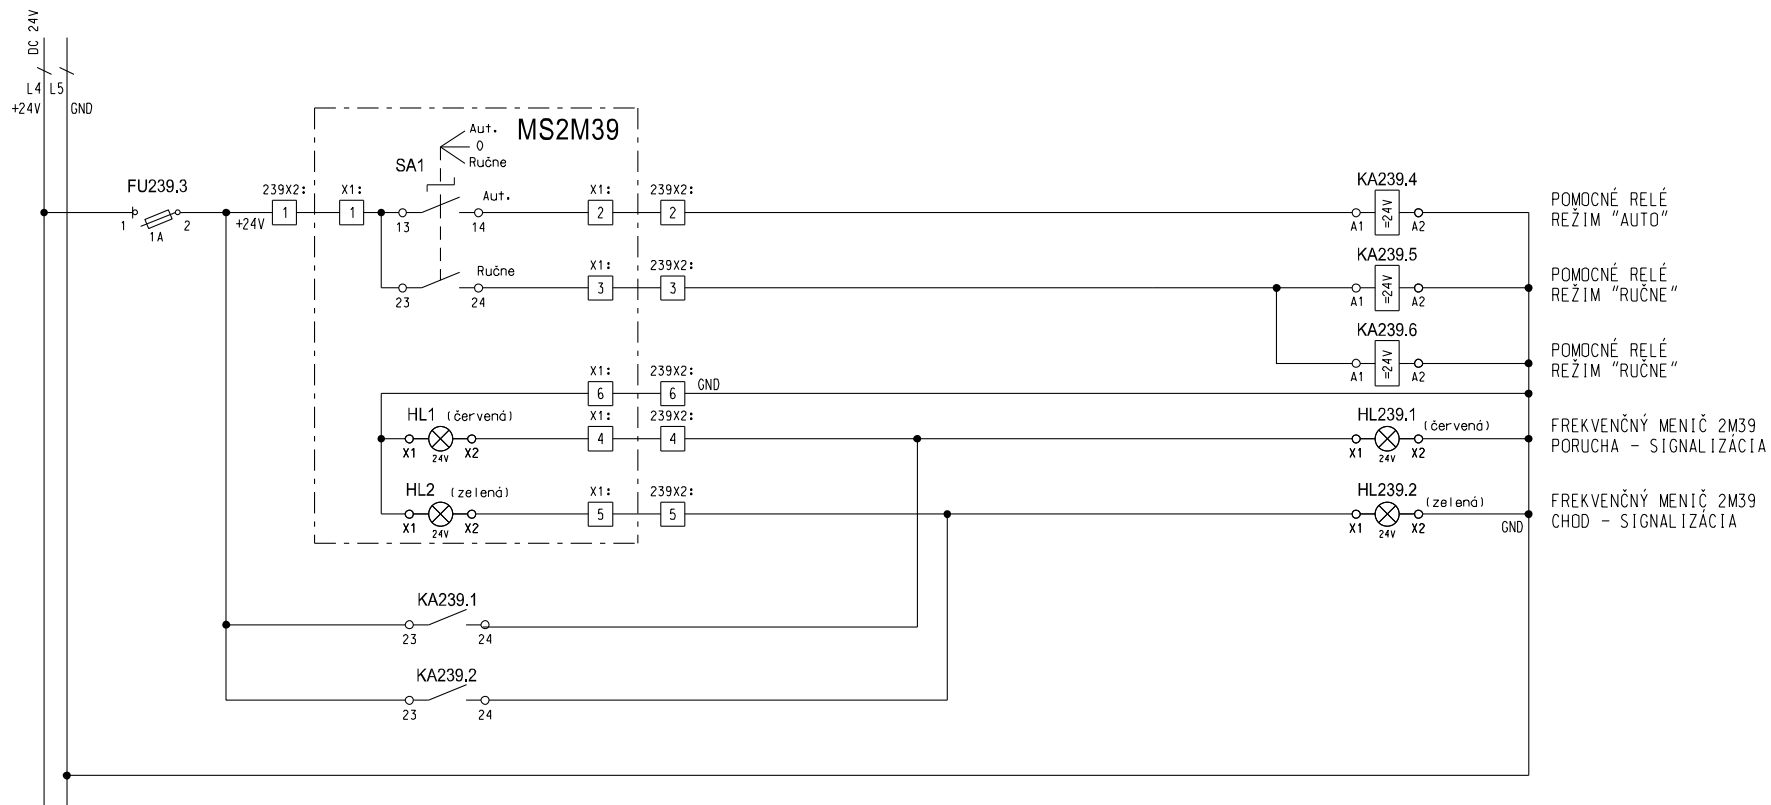 DC 24V
L4 L5
+24V GND
MS2M39
Aut.
0
Ručne
SA1
FU239.3
1 2
1A
+24V
239X2:
1
X1:
1
Aut.
13 14
X1:
2
239X2:
2
KA239.4
=24V
A1 A2
POMOCNÉ RELÉ
REŽIM "AUTO"
Ručne
23 24
X1:
3
239X2:
3
KA239.5
=24V
A1 A2
POMOCNÉ RELÉ
REŽIM "RUČNE"
KA239.6
=24V
A1 A2
POMOCNÉ RELÉ
REŽIM "RUČNE"
X1:
6
239X2:
6
GND
HL1 (červená)
X1 24V X2
X1:
4
239X2:
4
HL239.1 (červená)
X1 24V X2
FREKVENČNÝ MENIČ 2M39
PORUCHA - SIGNALIZÁCIA
HL2 (zelená)
X1 24V X2
X1:
5
239X2:
5
HL239.2 (zelená)
X1 24V X2
GND
FREKVENČNÝ MENIČ 2M39
CHOD - SIGNALIZÁCIA
KA239.1
23 24
KA239.2
23 24